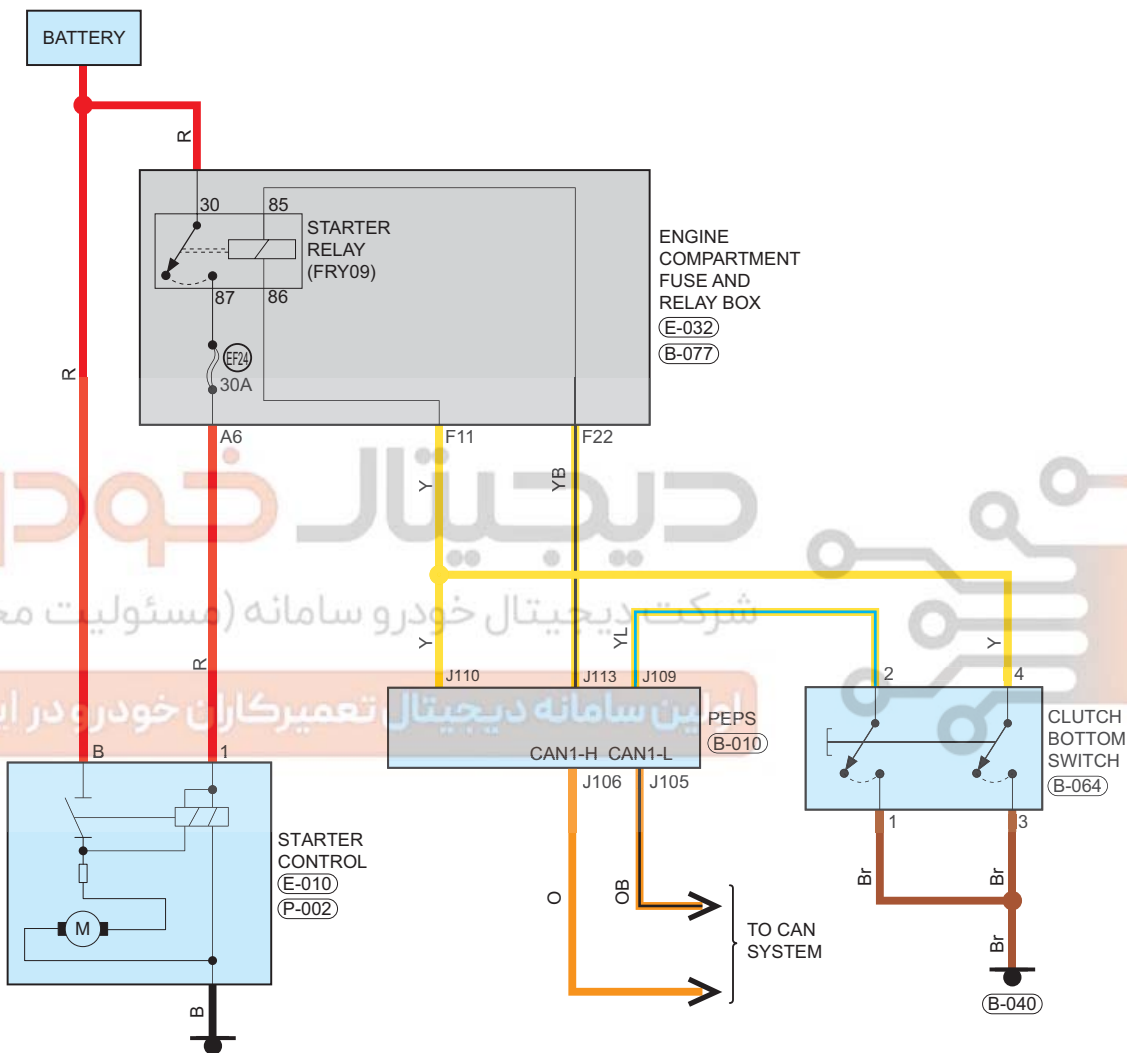 BATTERY
R
30
85
STARTER
RELAY
(FRY09)
87
86
EF24
30A
ENGINE
COMPARTMENT
FUSE AND
RELAY BOX
E-032
B-077
R
A6
F11
F22
Y
YB
دیجیتال خودرو
شرکت دیجیتال خودرو سامانه (مسئولیت
Y
YL
Y
R
J110
J113
J109
2
4
اولین سامانه دیجیتال تعمیرکاران خودرو در
PEPS
B-010
CAN1-H
CAN1-L
J106
J105
CLUTCH
BOTTOM
SWITCH
B-064
B
1
1
3
STARTER
CONTROL
E-010
P-002
M
Br
Br
O
OB
TO CAN
SYSTEM
Br
B-040
B